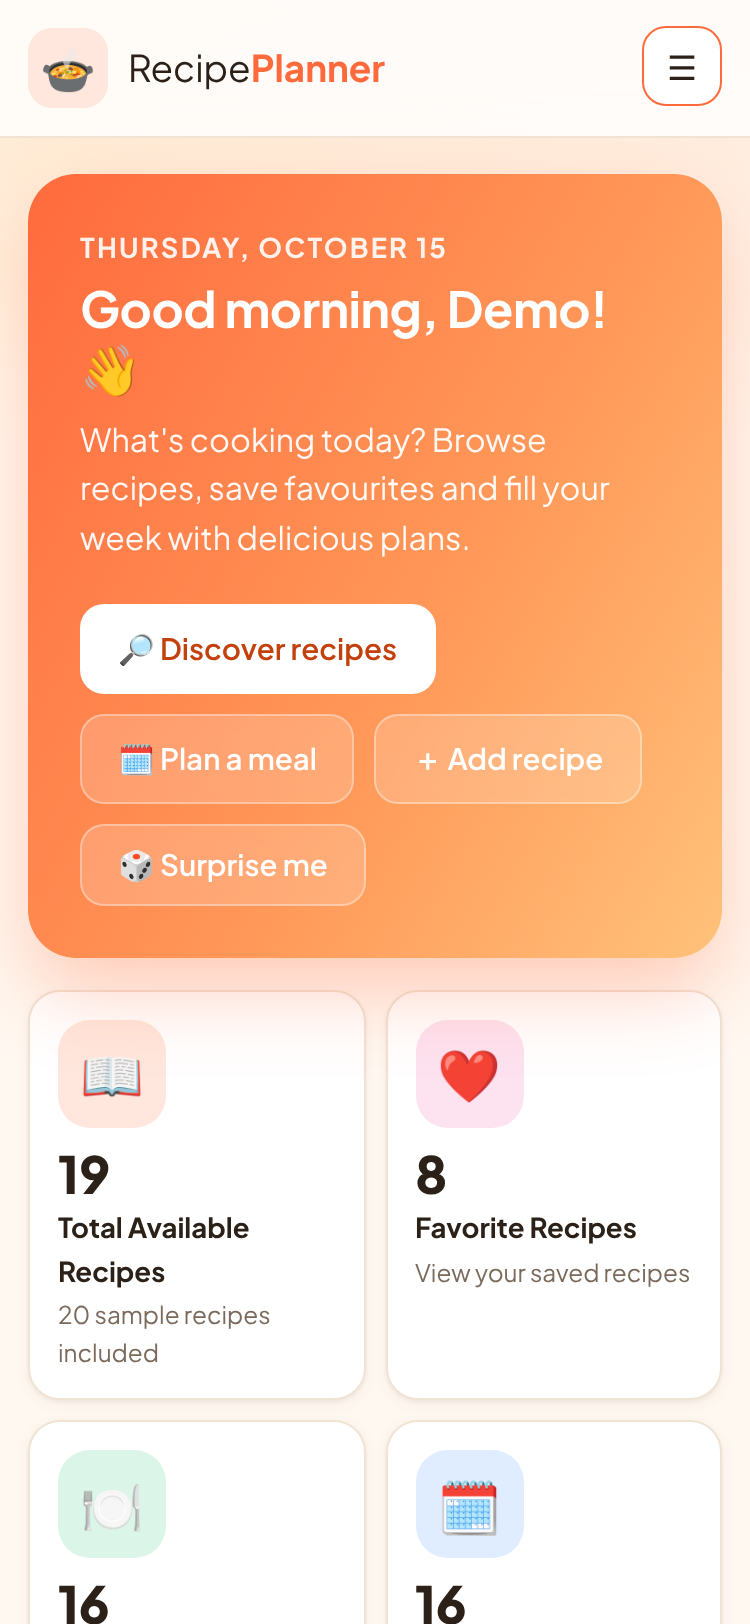 RecipePlanner
☰
THURSDAY, OCTOBER 15
Good morning, Demo!
👋
What's cooking today? Browse
recipes, save favourites and fill your
week with delicious plans.
🔎 Discover recipes
🗓️ Plan a meal
+ Add recipe
🎲 Surprise me
19
Total Available
Recipes
20 sample recipes
included
8
Favorite Recipes
View your saved recipes
16
16